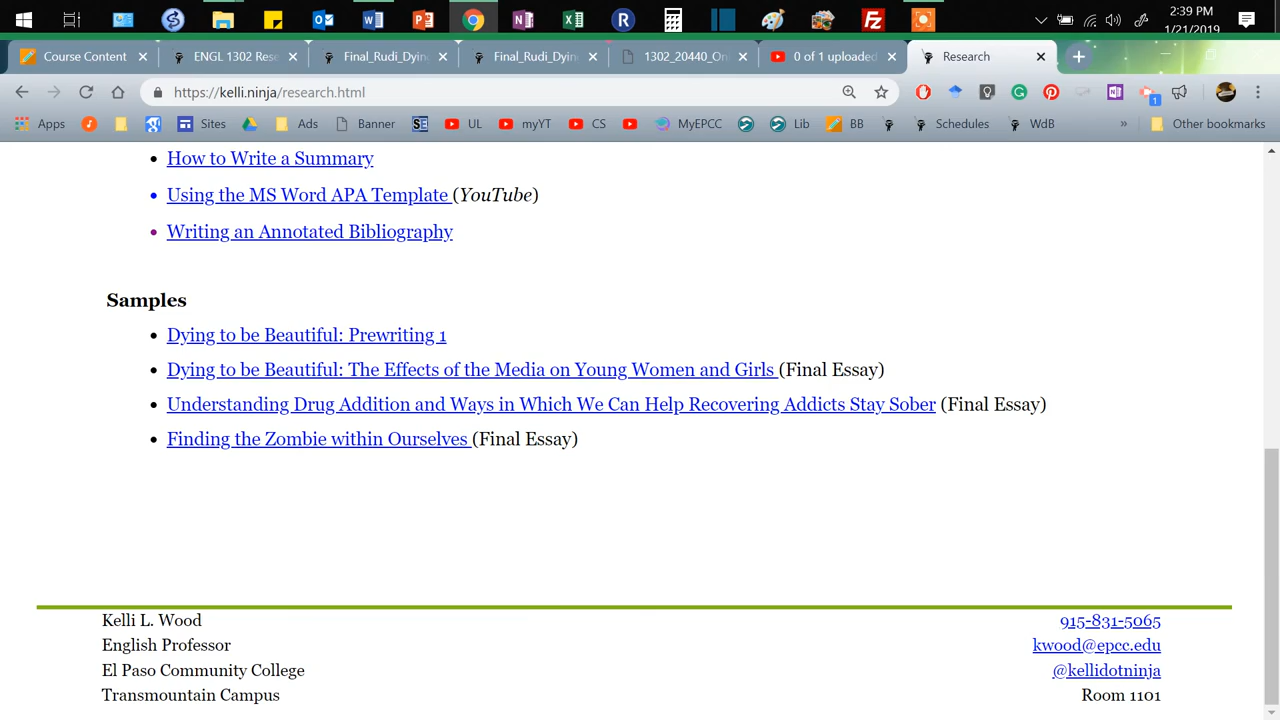 2:39 PM
1/21/2019
Course Content
ENGL 1302 Rese
Final_Rudi_Dyin
Final_Rudi_Dyin
1302_20440_On
0 of 1 uploaded
Research
https://kelli.ninja/research.html
Apps
Sites
Ads
Banner
UL
myYT
CS
MyEPCC
Lib
BB
Schedules
WdB
»
Other bookmarks
How to Write a Summary
Using the MS Word APA Template (YouTube)
Writing an Annotated Bibliography
Samples
Dying to be Beautiful: Prewriting 1
Dying to be Beautiful: The Effects of the Media on Young Women and Girls (Final Essay)
Understanding Drug Addition and Ways in Which We Can Help Recovering Addicts Stay Sober (Final Essay)
Finding the Zombie within Ourselves (Final Essay)
Kelli L. Wood
915-831-5065
English Professor
kwood@epcc.edu
El Paso Community College
@kellidotninja
Transmountain Campus
Room 1101